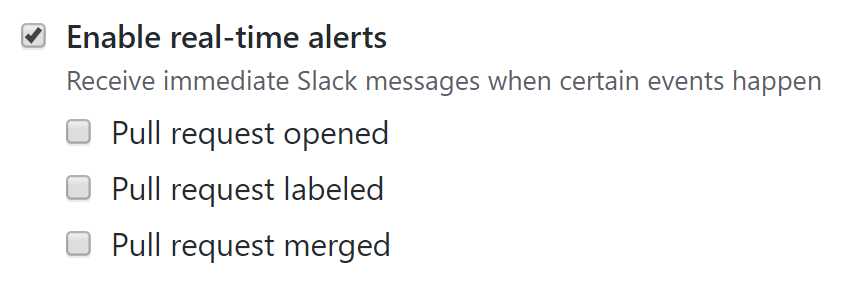 Enable real-time alerts
Receive immediate Slack messages when certain events happen
Pull request opened
Pull request labeled
Pull request merged